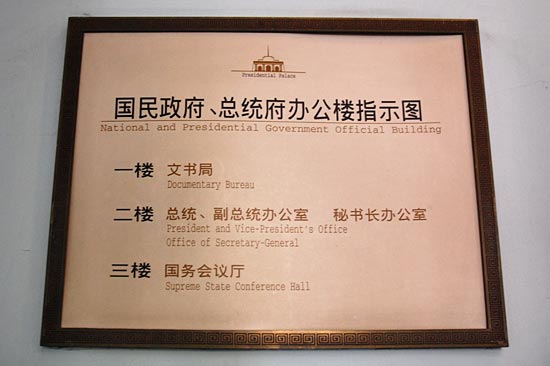 Presidential Palace
国民政府、总统府办公楼指示图
National and Presidential Government Official Building
一楼 文书局
Documentary Bureau
二楼 总统、副总统办公室 秘书长办公室
President and Vice-President's Office
Office of Secretary-General
三楼 国务会议厅
Supreme State Conference Hall